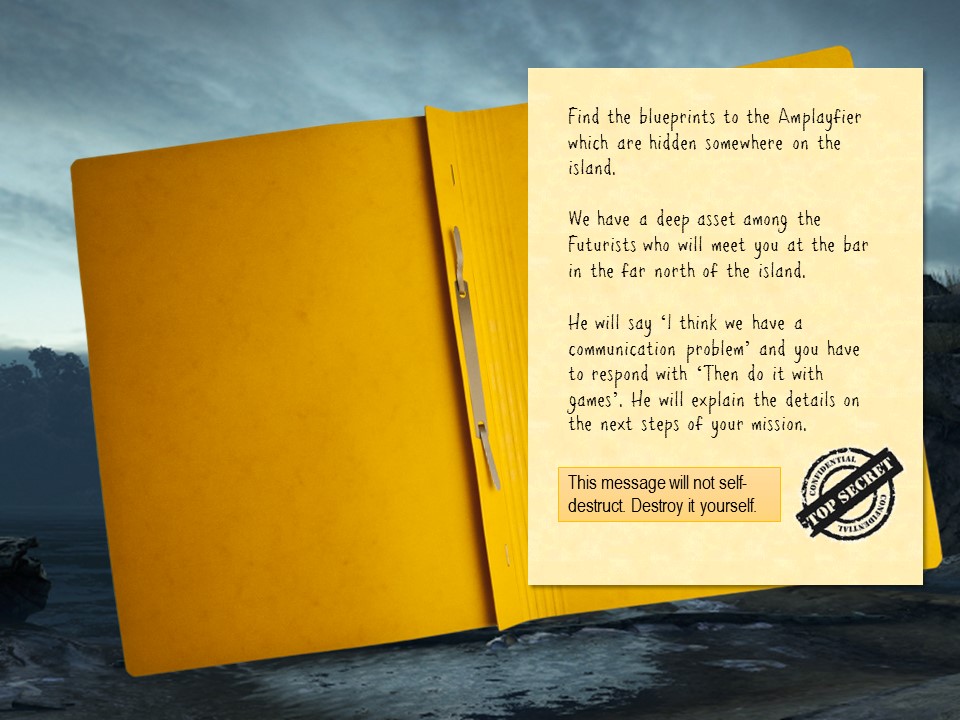 Find the blueprints to the Amplayfier
which are hidden somewhere on the
island.
We have a deep asset among the
Futurists who will meet you at the bar
in the far north of the island.
He will say ‘I think we have a
communication problem’ and you have
to respond with ‘Then do it with
games’. He will explain the details on
the next steps of your mission.
This message will not self-
destruct. Destroy it yourself.
CONFIDENTIAL
TOP SECRET
CONFIDENTIAL